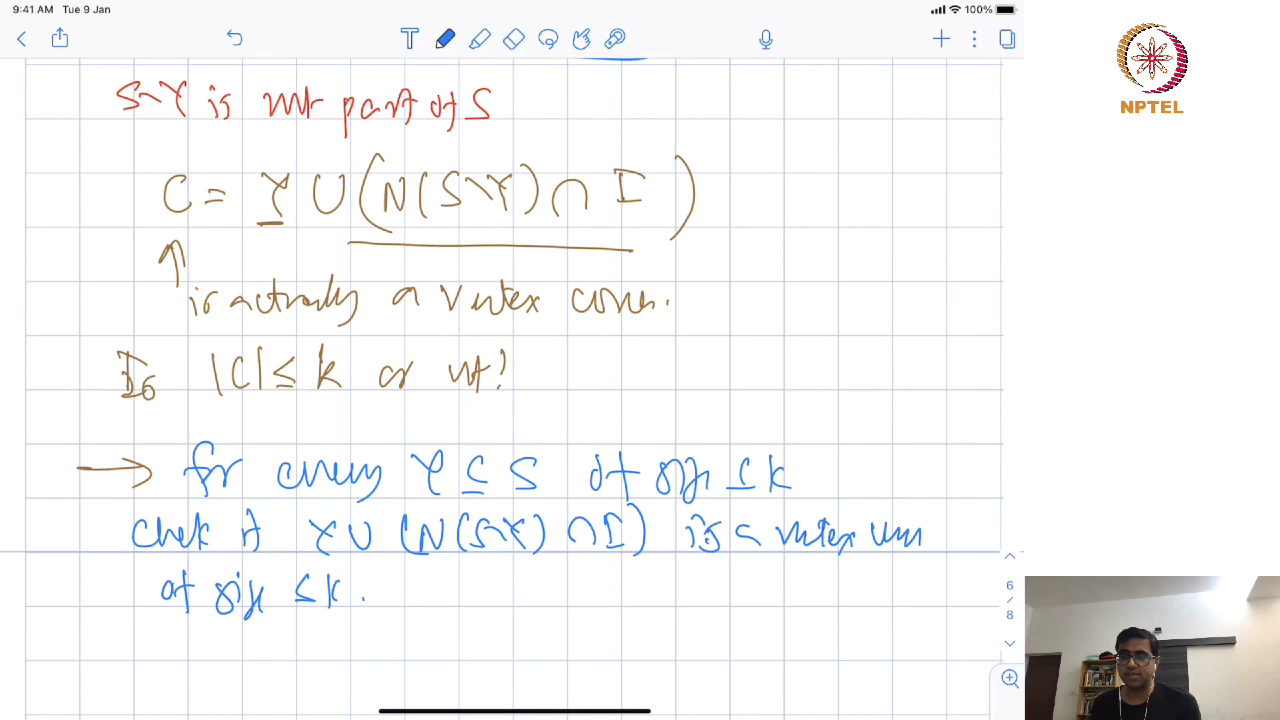 9:41 AM Tue 9 Jan
100%
NPTEL
S\Y is not part of S
C = Y ∪ (N(S\Y) ∩ I)
is actually a vertex cover.
Is |C| ≤ k or not?
→ for every Y ⊆ S of size ≤ k
check if Y ∪ (N(S\Y) ∩ I) is a vertex cover
of size ≤ k.
6
/
8